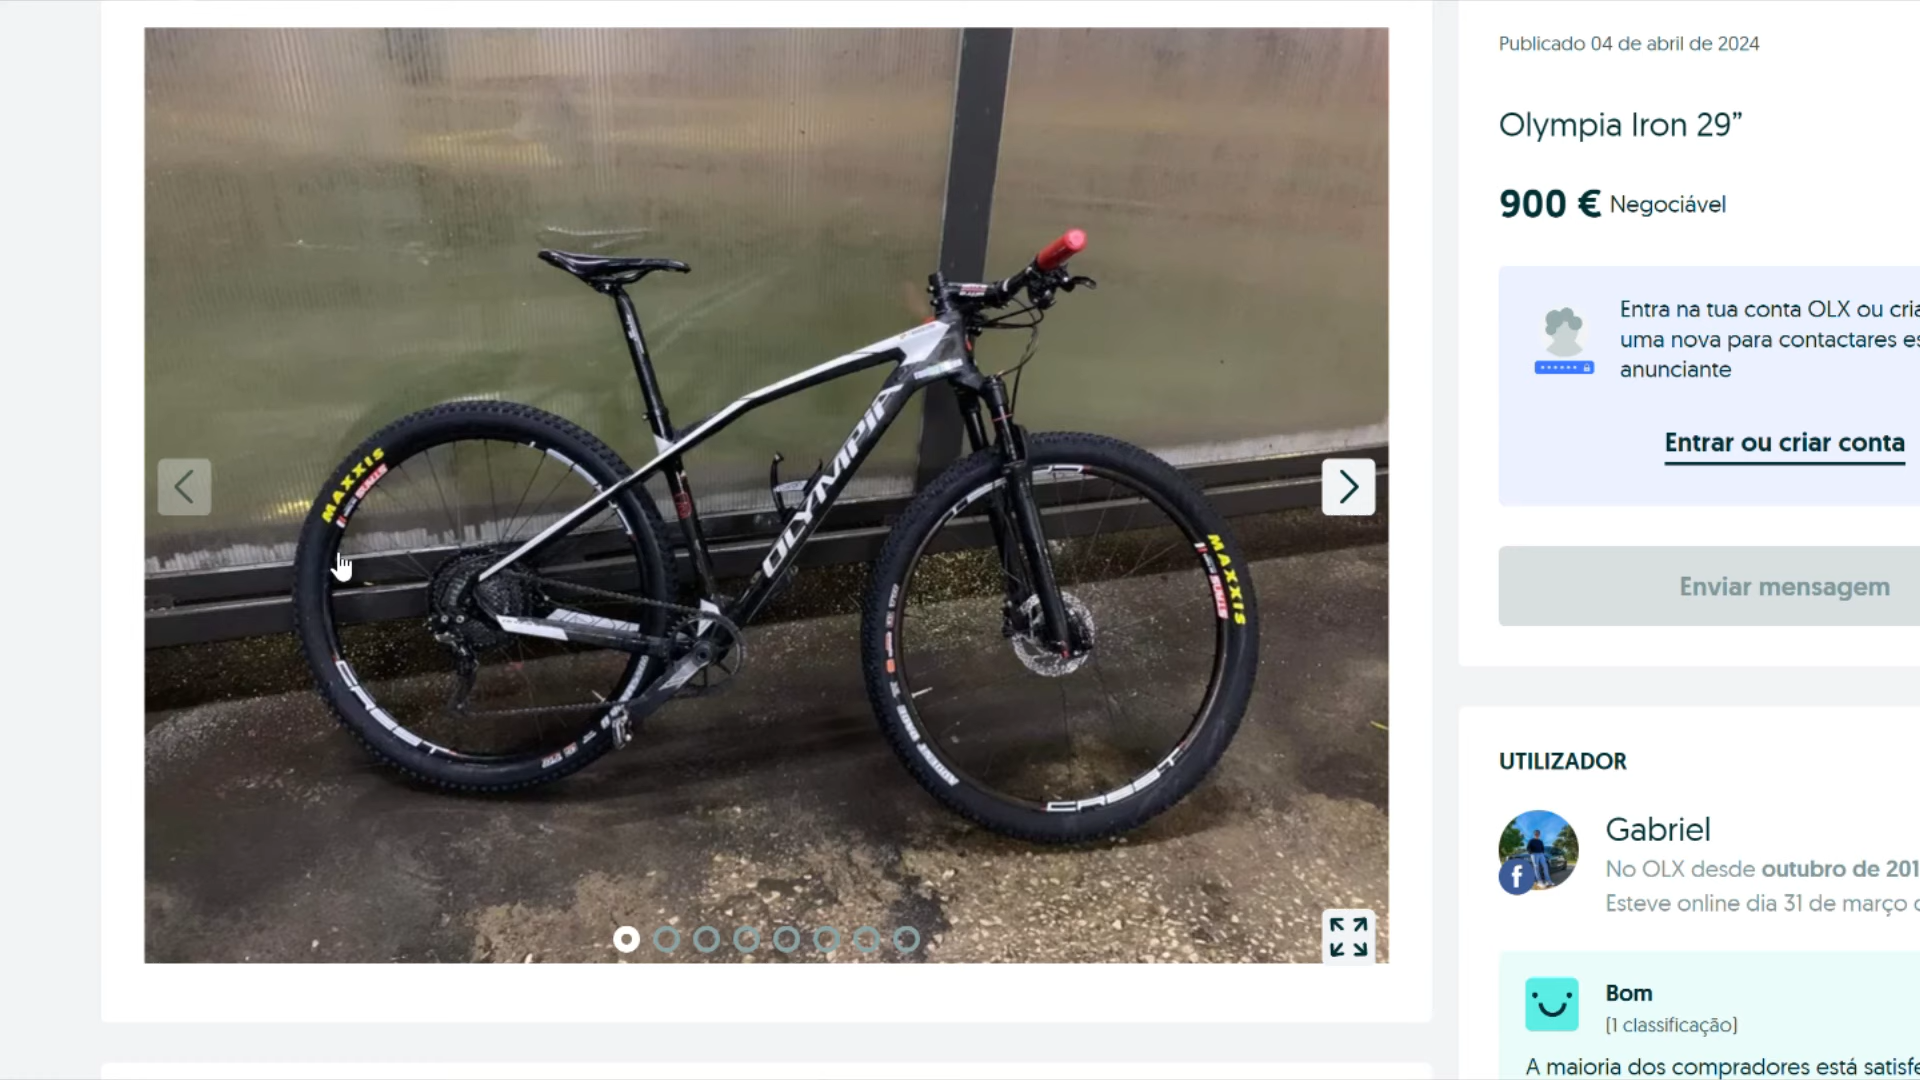 Publicado 04 de abril de 2024
Olympia Iron 29”
900 € Negociável
Entra na tua conta OLX ou cria
uma nova para contactares es
anunciante
Entrar ou criar conta
Enviar mensagem
UTILIZADOR
Gabriel
No OLX desde outubro de 201
Esteve online dia 31 de março
Bom
(1 classificação)
A maioria dos compradores está satisfe
OLYMPIA
MAXXIS
MAXXIS
CREST
CREST